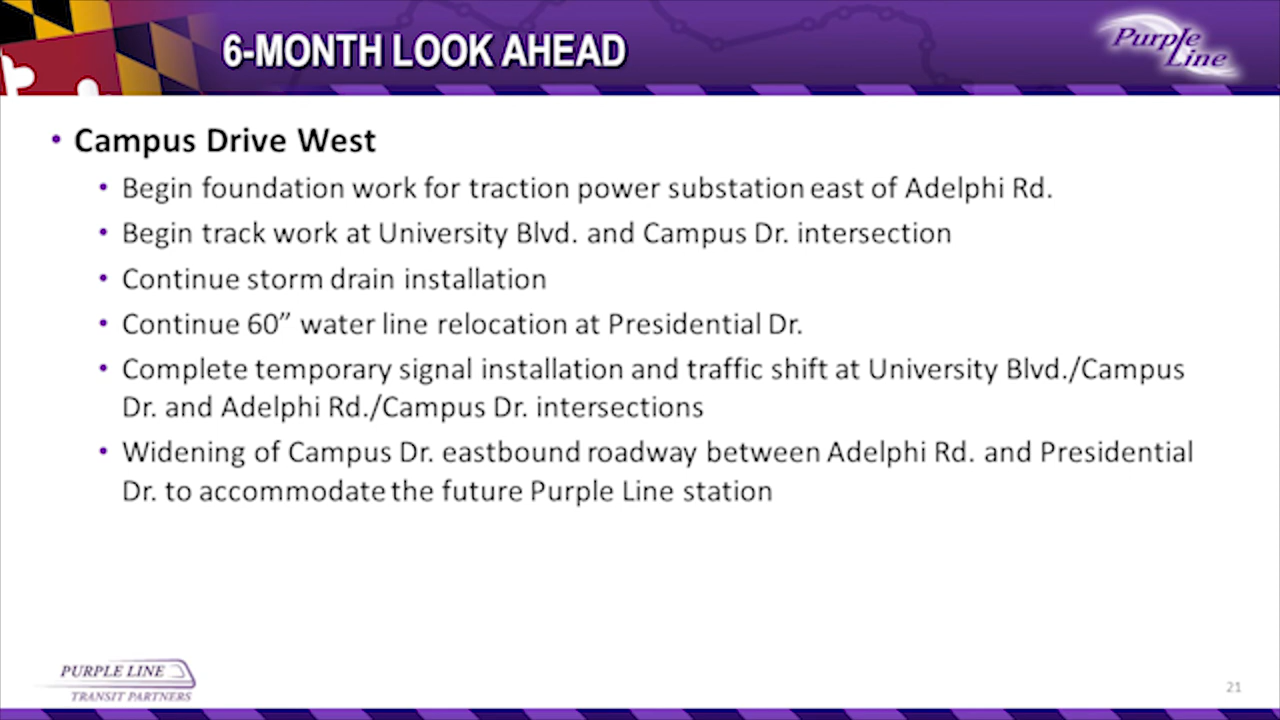 6-MONTH LOOK AHEAD
Purple
Line
• Campus Drive West
• Begin foundation work for traction power substation east of Adelphi Rd.
• Begin track work at University Blvd. and Campus Dr. intersection
• Continue storm drain installation
• Continue 60” water line relocation at Presidential Dr.
• Complete temporary signal installation and traffic shift at University Blvd./Campus
Dr. and Adelphi Rd./Campus Dr. intersections
• Widening of Campus Dr. eastbound roadway between Adelphi Rd. and Presidential
Dr. to accommodate the future Purple Line station
PURPLE LINE
TRANSIT PARTNERS
21